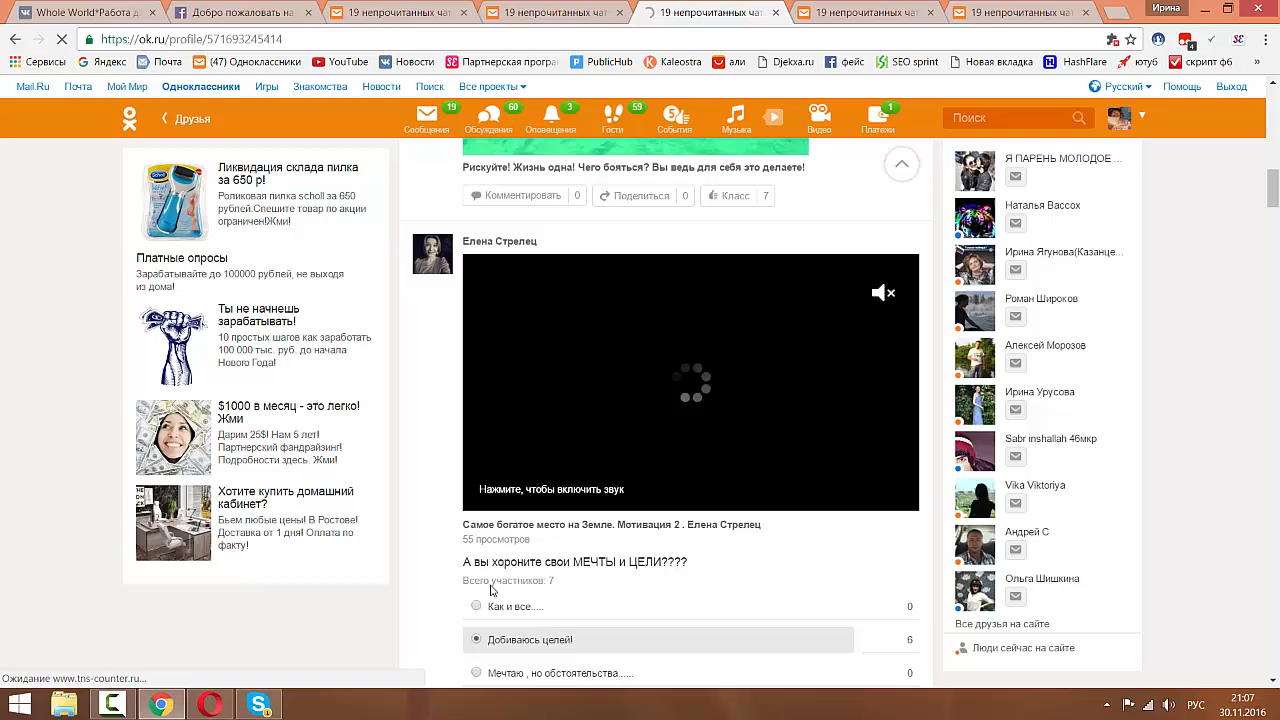 Whole World*Работа д
Добро пожаловать на
19 непрочитанных чат
19 непрочитанных чат
19 непрочитанных чат
19 непрочитанных чат
19 непрочитанных чат
Ирина
https://ok.ru/profile/571693245414
Сервисы
Яндекс
Почта
(47) Одноклассники
YouTube
Новости
Партнерская програ
PublicHub
Kaleostra
али
Djekxa.ru
фейс
SEO sprint
Новая вкладка
HashFlare
ютуб
скрипт фб
Mail.Ru
Почта
Мой Мир
Одноклассники
Игры
Знакомства
Новости
Поиск
Все проекты
Русский
Помощь
Выход
Друзья
Сообщения 19
Обсуждения 60
Оповещения 3
Гости 59
События
Музыка
Видео
Платежи 1
Поиск
Ликвидация склада пилка
за 650 р!
Роликовая пилка scholl за 650
рублей.Спешите товар по акции
ограничен!Жми!
Платные опросы
Зарабатывайте до 100000 рублей, не выходя
из дома!
Ты не начнешь
зарабатывать!
10 простых шагов как заработать
100 000 тыс. руб. до начала
Нового Года!
$1000 в месяц - это легко!
Жми
Дарим 25$! Нам 5 лет!
Партнерский фандрайзинг!
Подробности здесь. Жми!
Хотите купить домашний
кабинет?
Бьем любые цены! В Ростове!
Доставка от 1 дня! Оплата по
факту!
Рискуйте! Жизнь одна! Чего бояться? Вы ведь для себя это делаете!
Комментировать 0
Поделиться 0
Класс 7
Елена Стрелец
Нажмите, чтобы включить звук
Самое богатое место на Земле. Мотивация 2 . Елена Стрелец
55 просмотров
А вы хороните свои МЕЧТЫ и ЦЕЛИ????
Всего участников: 7
Как и все..... 0
Добиваюсь целей! 6
Мечтаю , но обстоятельства...... 0
Я ПАРЕНЬ МОЛОДОЕ ...
Наталья Вассох
Ирина Ягунова(Казанце...
Роман Широков
Алексей Морозов
Ирина Урусова
Sabr inshallah 46мкр
Vika Viktoriya
Андрей С
Ольга Шишкина
Все друзья на сайте
Люди сейчас на сайте
Ожидание www.tns-counter.ru...
РУС
21:07
30.11.2016